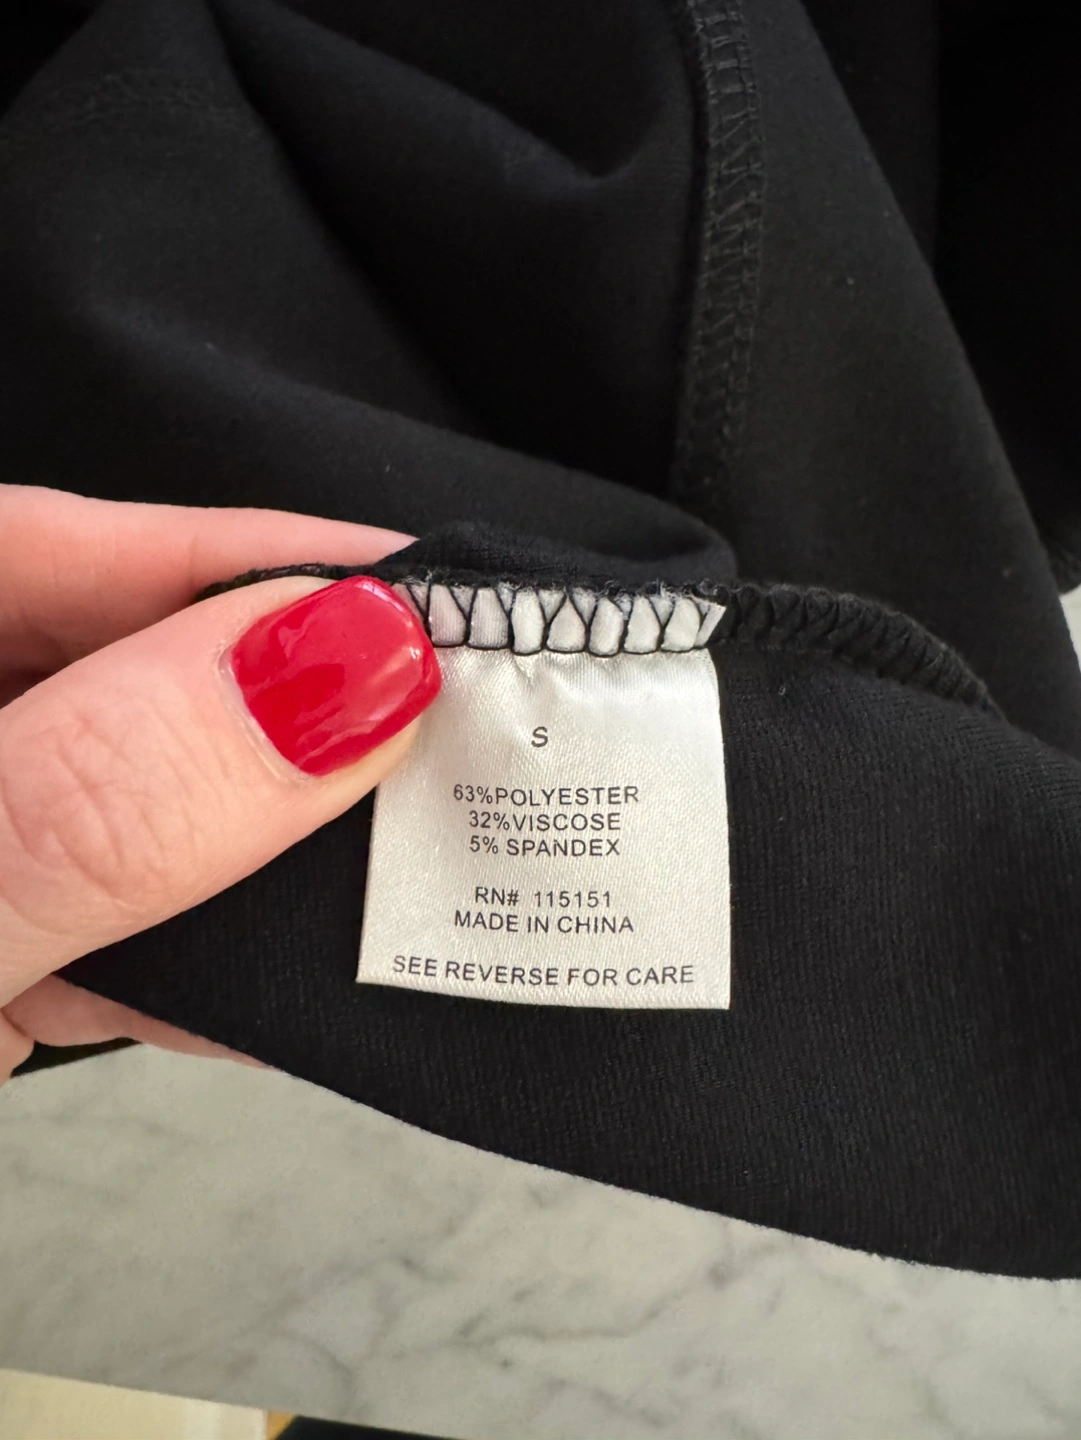 S
63%POLYESTER
32%VISCOSE
5% SPANDEX
RN# 115151
MADE IN CHINA
SEE REVERSE FOR CARE